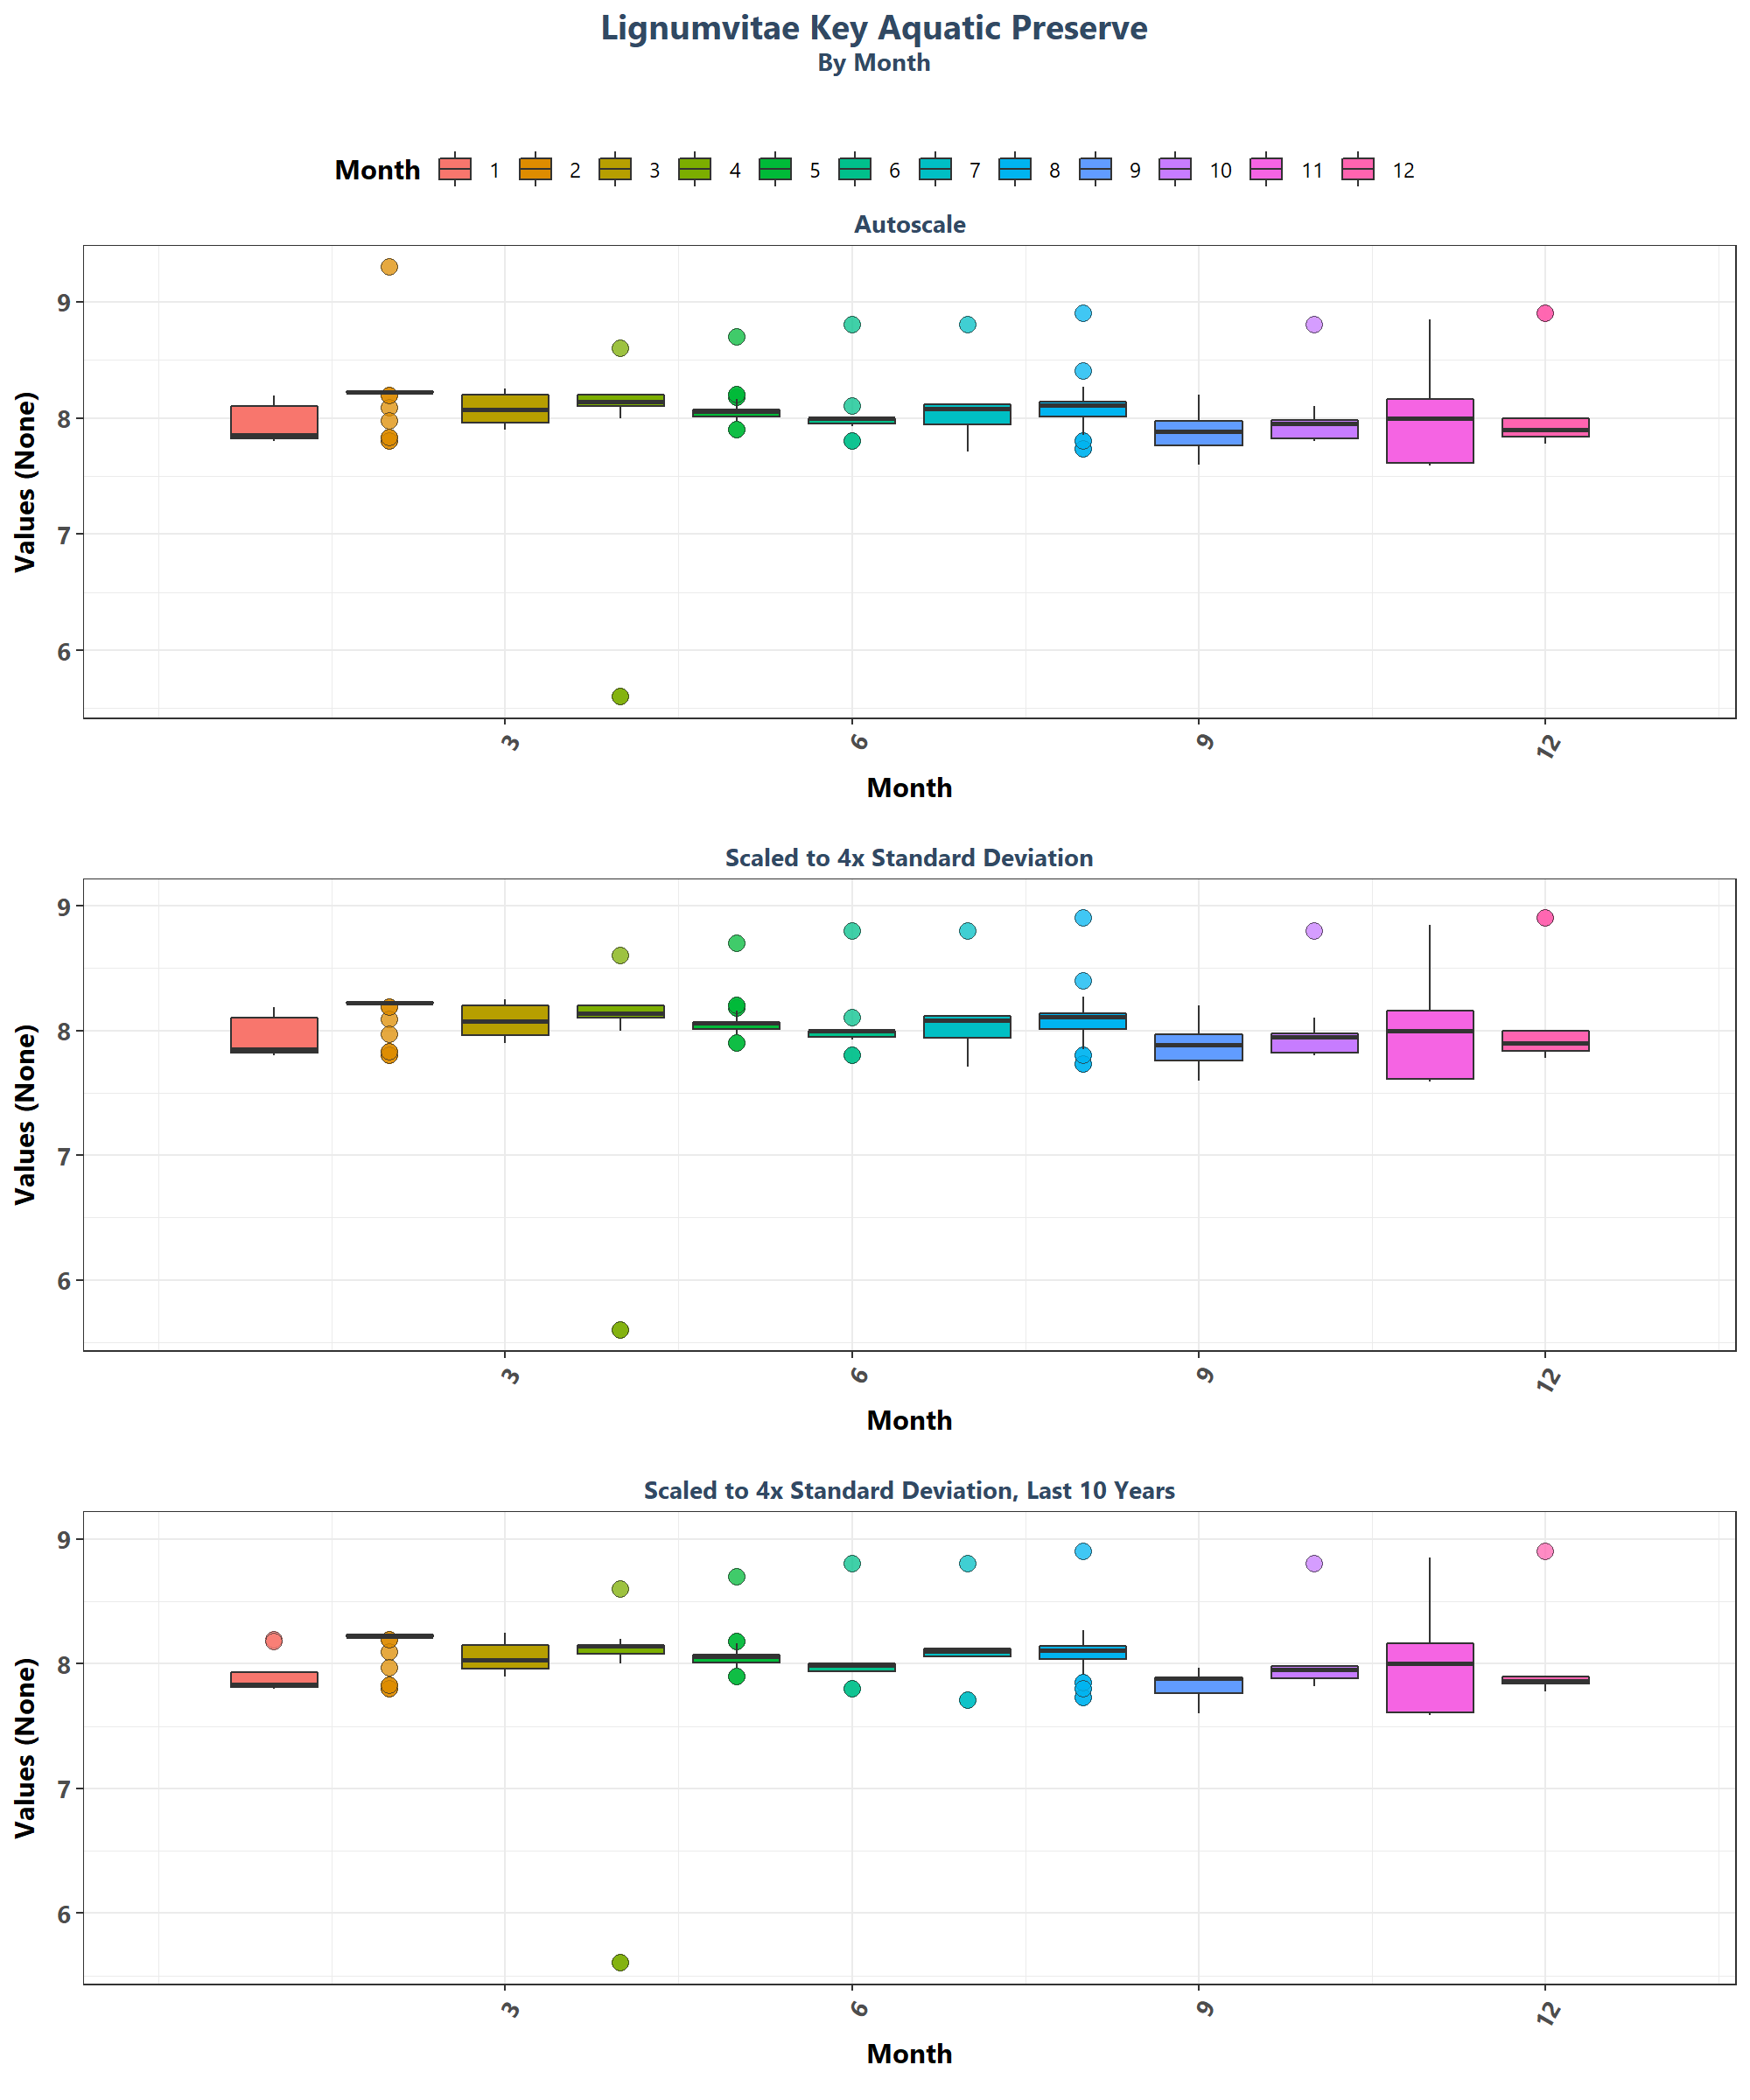 Lignumvitae Key Aquatic Preserve
By Month
Month 1 2 3 4 5 6 7 8 9 10 11 12
Autoscale
Values (None)
9
8
7
6
3 6 9 12
Month
Scaled to 4x Standard Deviation
Values (None)
9
8
7
6
3 6 9 12
Month
Scaled to 4x Standard Deviation, Last 10 Years
Values (None)
9
8
7
6
3 6 9 12
Month